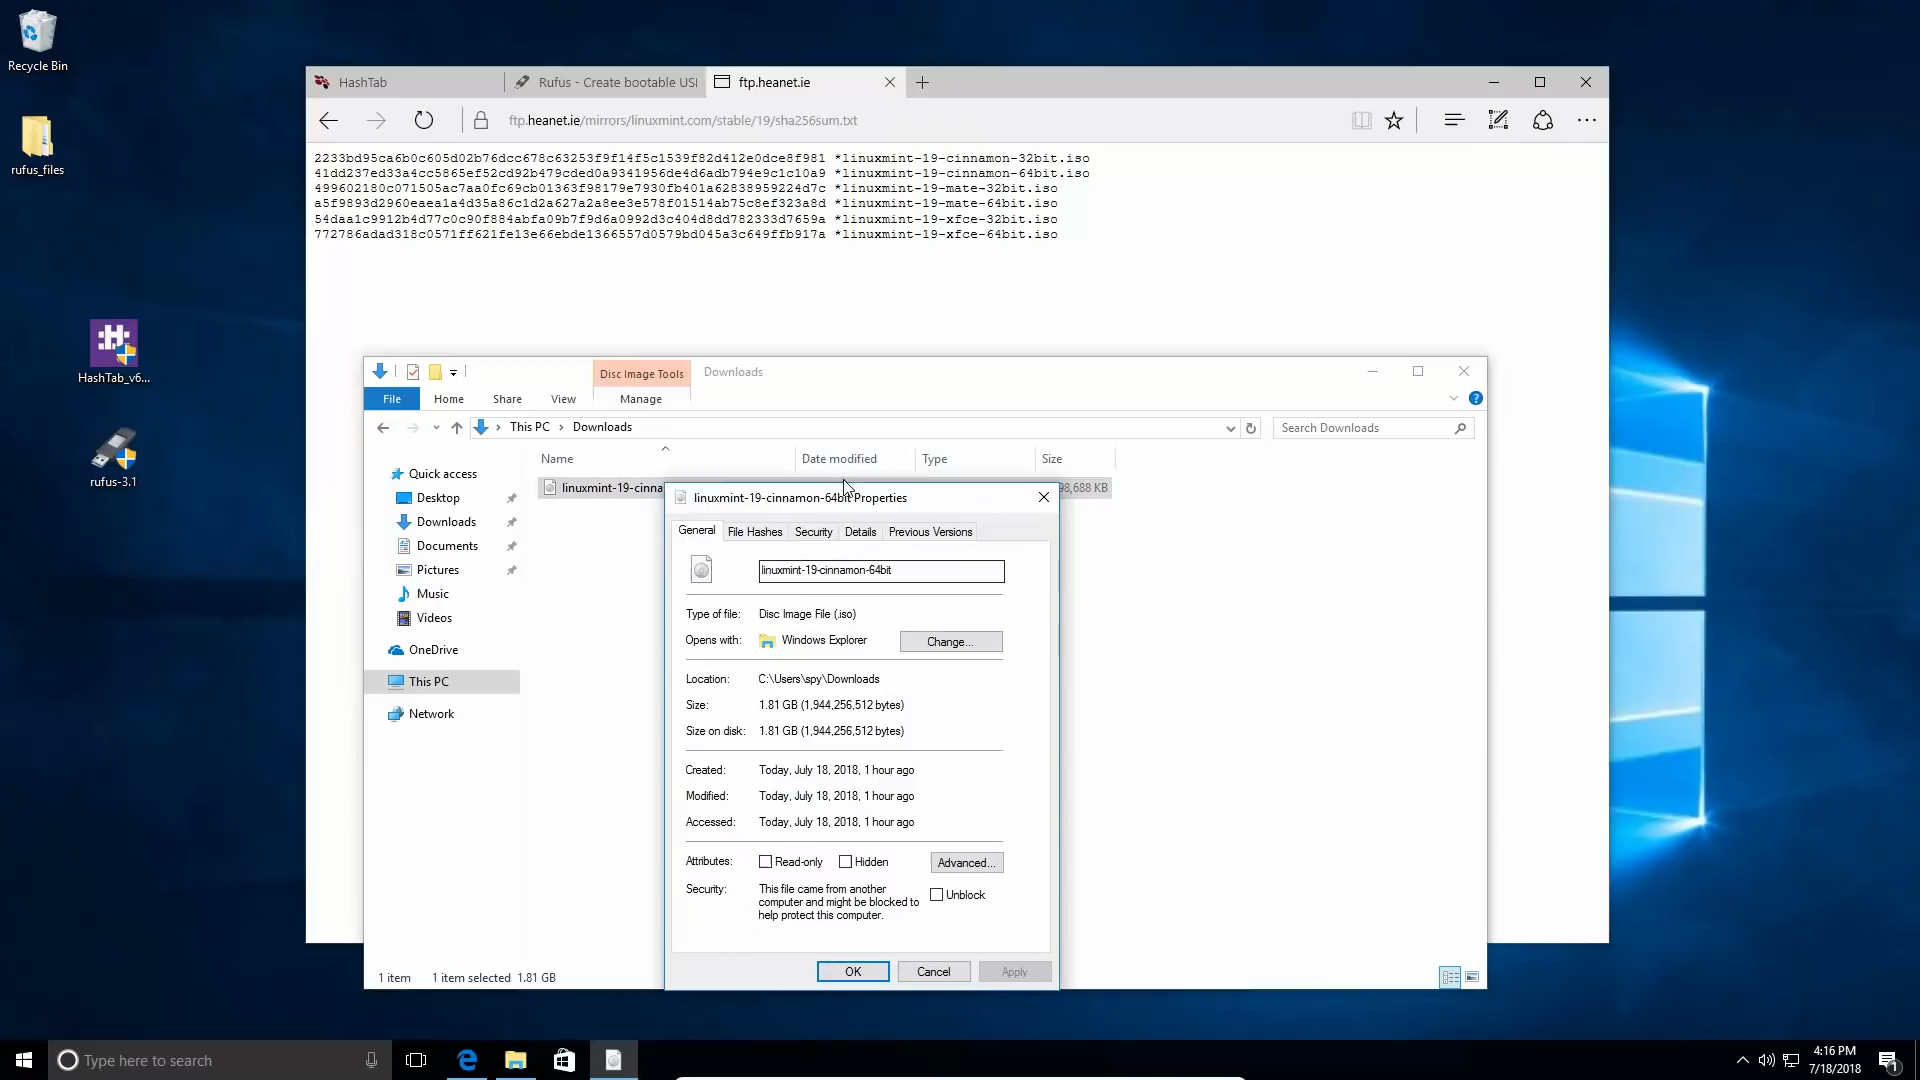 Recycle Bin
rufus_files
HashTab_v6...
rufus-3.1
HashTab
Rufus - Create bootable USI
ftp.heanet.ie
ftp.heanet.ie/mirrors/linuxmint.com/stable/19/sha256sum.txt
2233bd95ca6b0c605d02b76dcc678c63253f9f14f5c1539f82d412e0dce8f981 *linuxmint-19-cinnamon-32bit.iso
41dd237ed33a4cc5865ef52cd92b479cded0a9341956de4d6adb794e9c1c10a9 *linuxmint-19-cinnamon-64bit.iso
499602180c071505ac7aa0fc69cb01363f98179e7930fb401a62838959224d7c *linuxmint-19-mate-32bit.iso
a5f9893d2960eaea1a4d35a86c1d2a627a2a8ee3e578f01514ab75c8ef323a8d *linuxmint-19-mate-64bit.iso
54daa1c9912b4d77c0c90f884abfa09b7f9d6a0992d3c404d8dd782333d7659a *linuxmint-19-xfce-32bit.iso
772786adad318c0571ff621fe13e66ebde1366557d0579bd045a3c649ffb917a *linuxmint-19-xfce-64bit.iso
Disc Image Tools
Downloads
File
Home
Share
View
Manage
This PC
Downloads
Search Downloads
Name
Date modified
Type
Size
linuxmint-19-cinna
98,688 KB
Quick access
Desktop
Downloads
Documents
Pictures
Music
Videos
OneDrive
This PC
Network
1 item
1 item selected 1.81 GB
linuxmint-19-cinnamon-64bit Properties
General
File Hashes
Security
Details
Previous Versions
linuxmint-19-cinnamon-64bit
Type of file: Disc Image File (.iso)
Opens with: Windows Explorer
Change...
Location: C:\Users\spy\Downloads
Size: 1.81 GB (1,944,256,512 bytes)
Size on disk: 1.81 GB (1,944,256,512 bytes)
Created: Today, July 18, 2018, 1 hour ago
Modified: Today, July 18, 2018, 1 hour ago
Accessed: Today, July 18, 2018, 1 hour ago
Attributes: Read-only Hidden
Advanced...
Security: This file came from another
computer and might be blocked to
help protect this computer.
Unblock
OK
Cancel
Apply
Type here to search
4:16 PM
7/18/2018
1